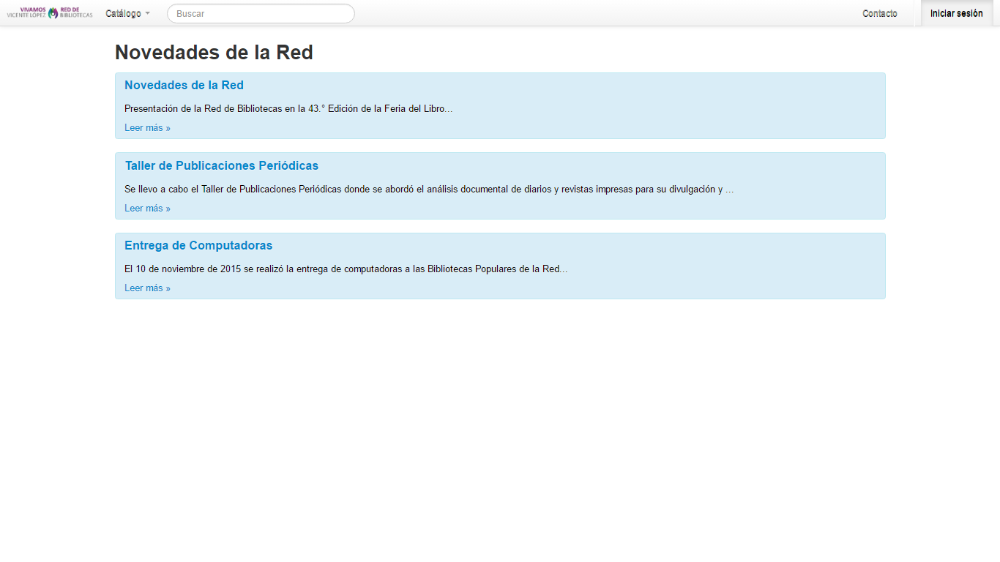 VIVAMOS VICENTE LÓPEZ RED DE BIBLIOTECAS
Catálogo
Buscar
Contacto
Iniciar sesión
Novedades de la Red
Novedades de la Red
Presentación de la Red de Bibliotecas en la 43.° Edición de la Feria del Libro...
Leer más »
Taller de Publicaciones Periódicas
Se llevo a cabo el Taller de Publicaciones Periódicas donde se abordó el análisis documental de diarios y revistas impresas para su divulgación y ...
Leer más »
Entrega de Computadoras
El 10 de noviembre de 2015 se realizó la entrega de computadoras a las Bibliotecas Populares de la Red...
Leer más »